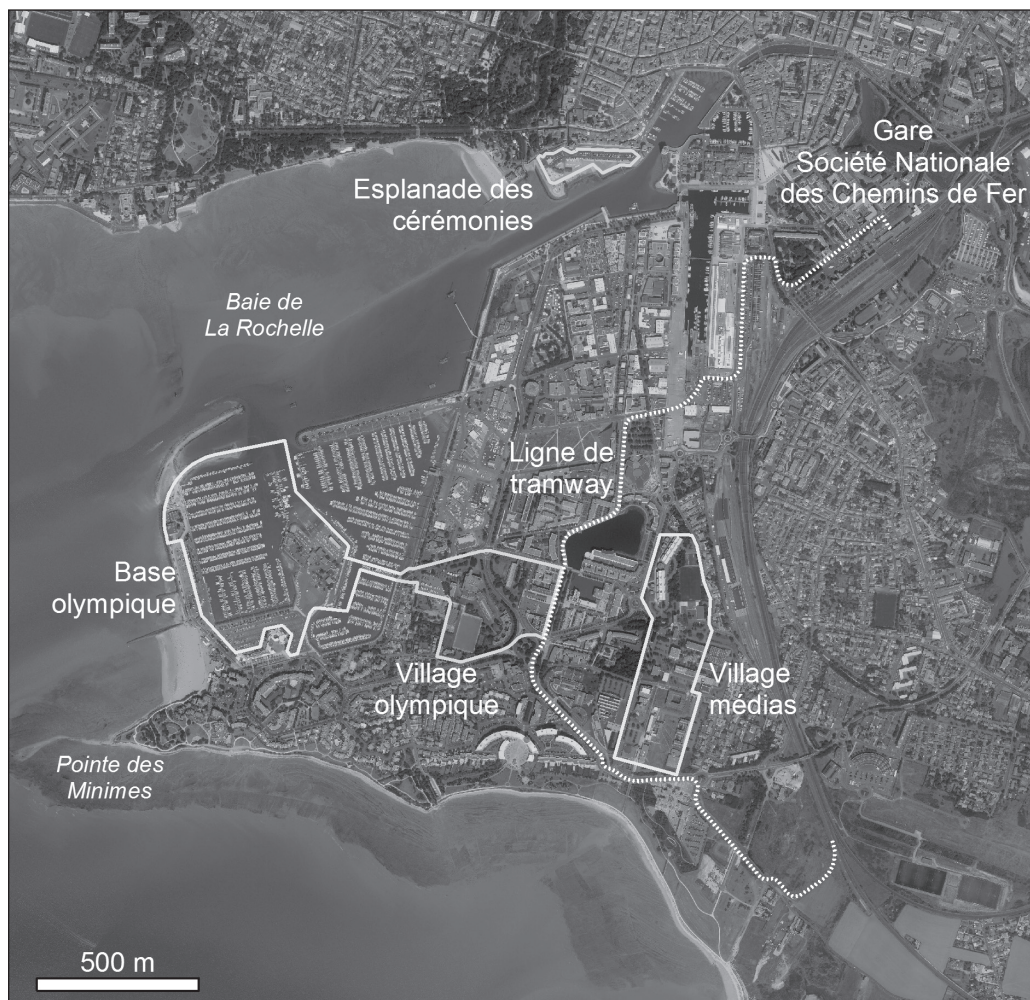 Gare
Société Nationale
des Chemins de Fer
Esplanade des
cérémonies
Baie de
La Rochelle
Ligne de
tramway
Base
olympique
Village
olympique
Village
médias
Pointe des
Minimes
500 m